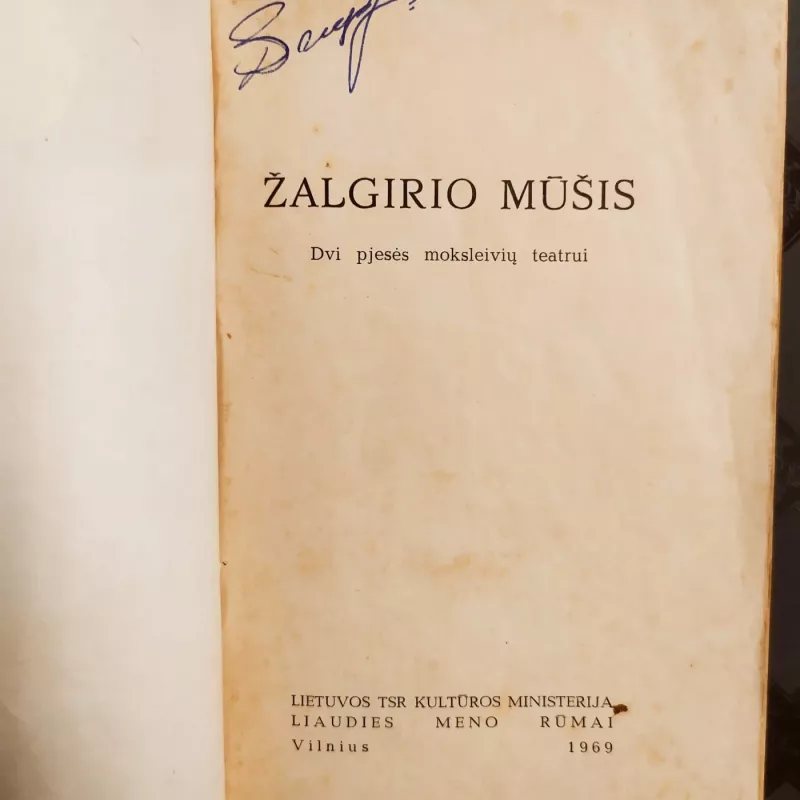 ŽALGIRIO MŪŠIS
Dvi pjesės moksleivių teatrui
LIETUVOS TSR KULTŪROS MINISTERIJA
LIAUDIES MENO RŪMAI
Vilnius 1969